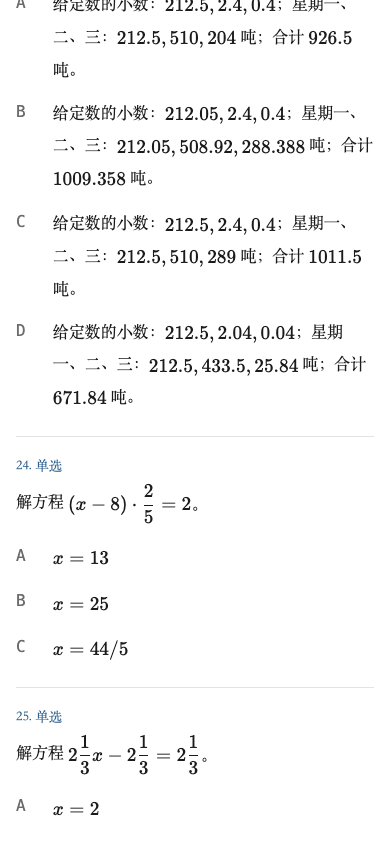 A 给定数的小数：212.5, 2.4, 0.4；星期一、
二、三：212.5, 510, 204 吨；合计 926.5
吨。
B 给定数的小数：212.05, 2.4, 0.4；星期一、
二、三：212.05, 508.92, 288.388 吨；合计
1009.358 吨。
C 给定数的小数：212.5, 2.4, 0.4；星期一、
二、三：212.5, 510, 289 吨；合计 1011.5
吨。
D 给定数的小数：212.5, 2.04, 0.04；星期
一、二、三：212.5, 433.5, 25.84 吨；合计
671.84 吨。
24. 单选
解方程 (x − 8) · 2/5 = 2。
A x = 13
B x = 25
C x = 44/5
25. 单选
解方程 2 1/3 x − 2 1/3 = 2 1/3。
A x = 2